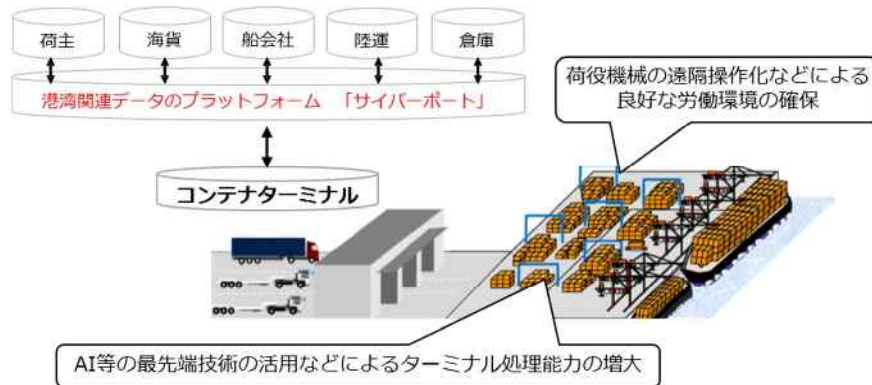 荷主
海貨
船会社
陸運
倉庫
港湾関連データのプラットフォーム 「サイバーポート」
荷役機械の遠隔操作化などによる
良好な労働環境の確保
コンテナターミナル
AI等の最先端技術の活用などによるターミナル処理能力の増大